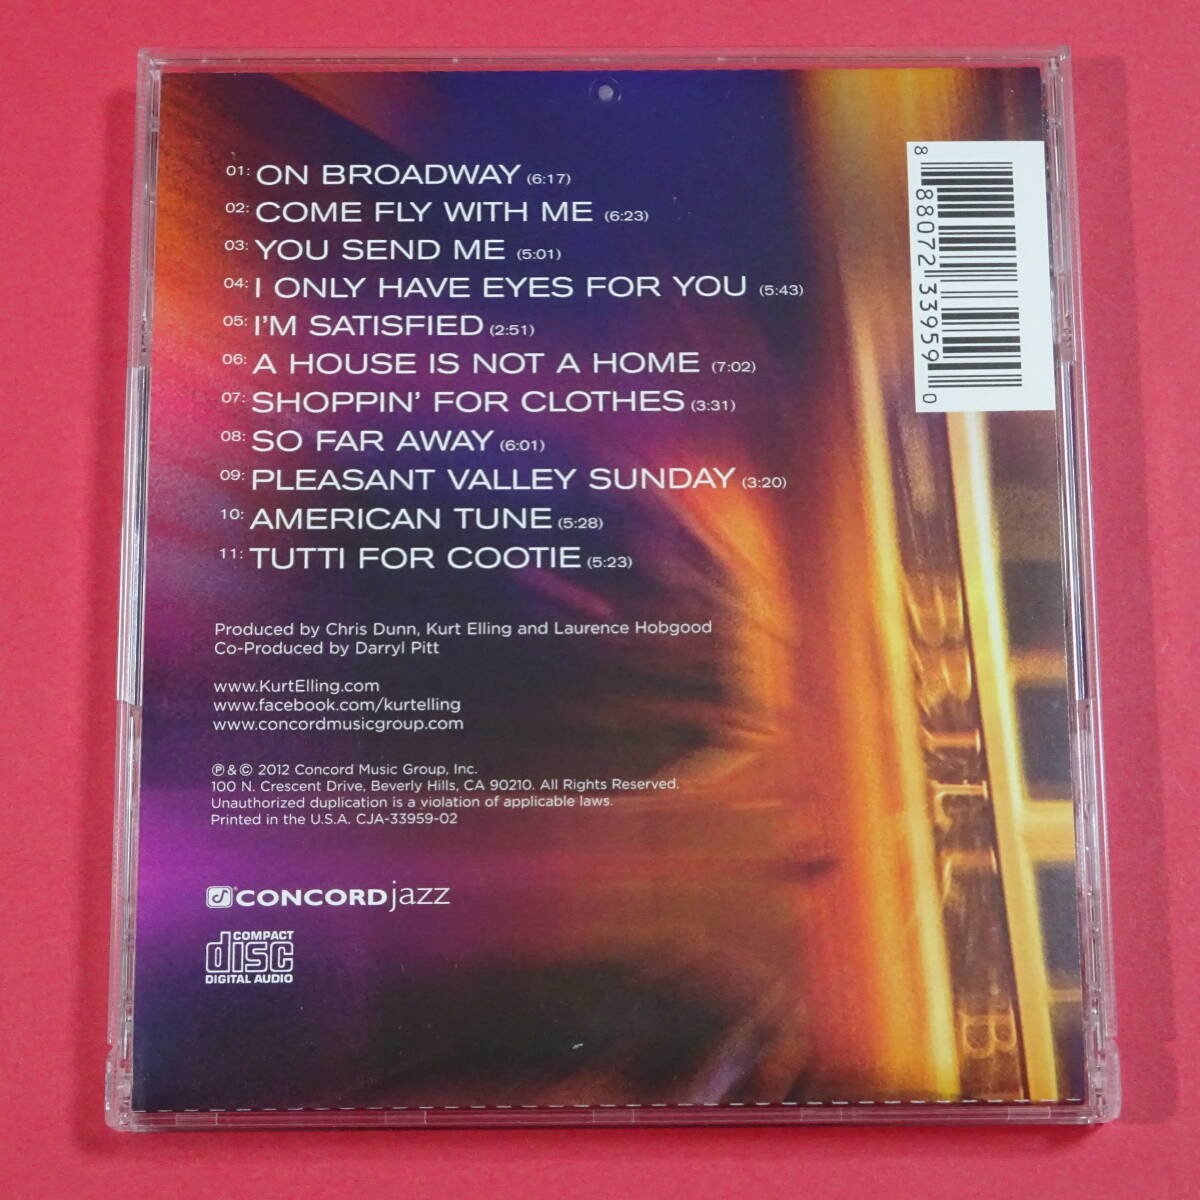 01: ON BROADWAY (6:17)
02: COME FLY WITH ME (6:23)
03: YOU SEND ME (5:01)
04: I ONLY HAVE EYES FOR YOU (5:43)
05: I'M SATISFIED (2:51)
06: A HOUSE IS NOT A HOME (7:02)
07: SHOPPIN' FOR CLOTHES (3:31)
08: SO FAR AWAY (6:01)
09: PLEASANT VALLEY SUNDAY (3:20)
10: AMERICAN TUNE (5:28)
11: TUTTI FOR COOTIE (5:23)
8 88072 33959 0
Produced by Chris Dunn, Kurt Elling and Laurence Hobgood
Co-Produced by Darryl Pitt
www.KurtElling.com
www.facebook.com/kurtelling
www.concordmusicgroup.com
℗ & © 2012 Concord Music Group, Inc.
100 N. Crescent Drive, Beverly Hills, CA 90210. All Rights Reserved.
Unauthorized duplication is a violation of applicable laws.
Printed in the U.S.A. CJA-33959-02
CONCORD jazz
COMPACT
disc
DIGITAL AUDIO